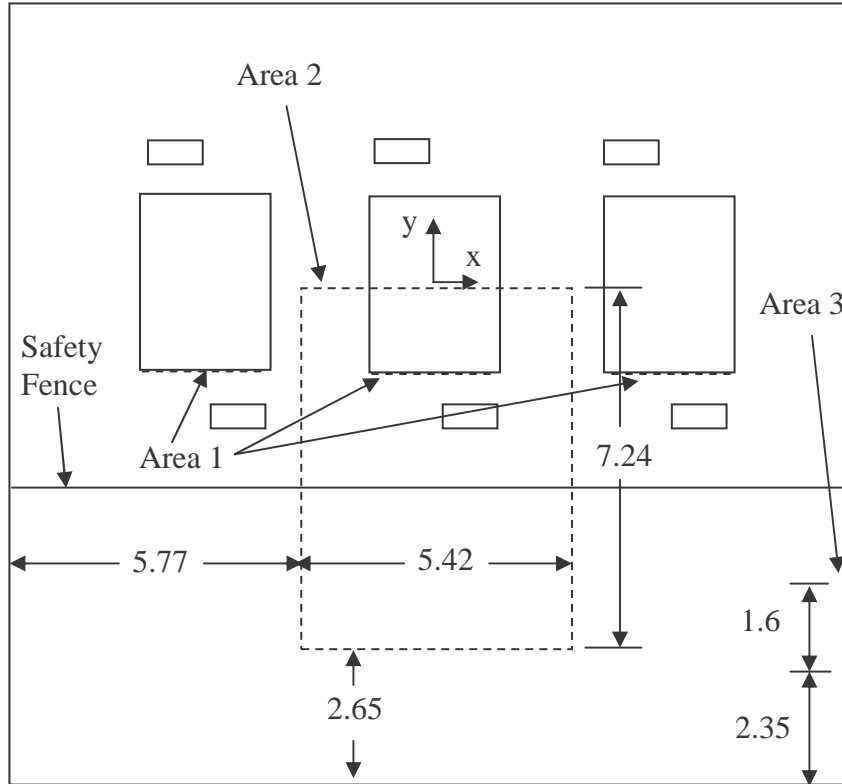 Area 2
y
x
Area 3
Safety
Fence
Area 1
7.24
5.77
5.42
1.6
2.65
2.35